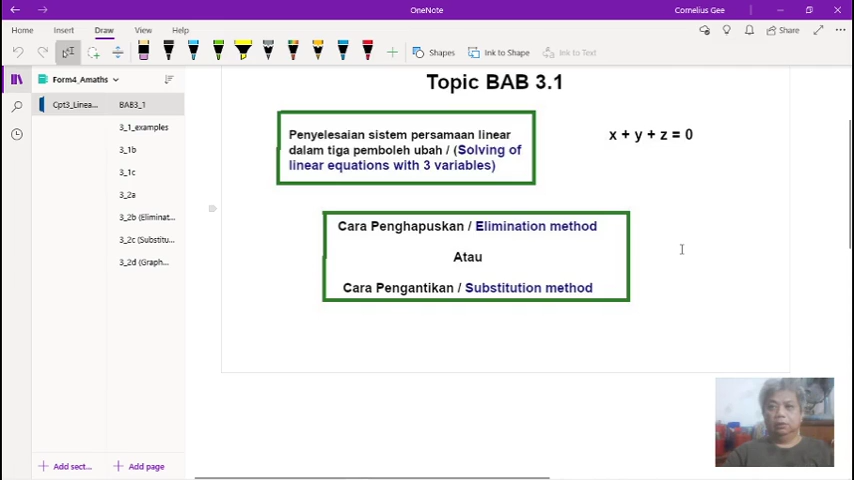 OneNote
Cornelius Gee
Home
Insert
Draw
View
Help
Share
Shapes
Ink to Shape
Ink to Text
Form4_Amaths
Cpt3_Linea...
BAB3_1
3_1_examples
3_1b
3_1c
3_2a
3_2b (Eliminat...
3_2c (Substitu...
3_2d (Graph...
Add sect...
Add page
Topic BAB 3.1
Penyelesaian sistem persamaan linear
dalam tiga pemboleh ubah / (Solving of
linear equations with 3 variables)
x + y + z = 0
Cara Penghapuskan / Elimination method
Atau
Cara Pengantikan / Substitution method